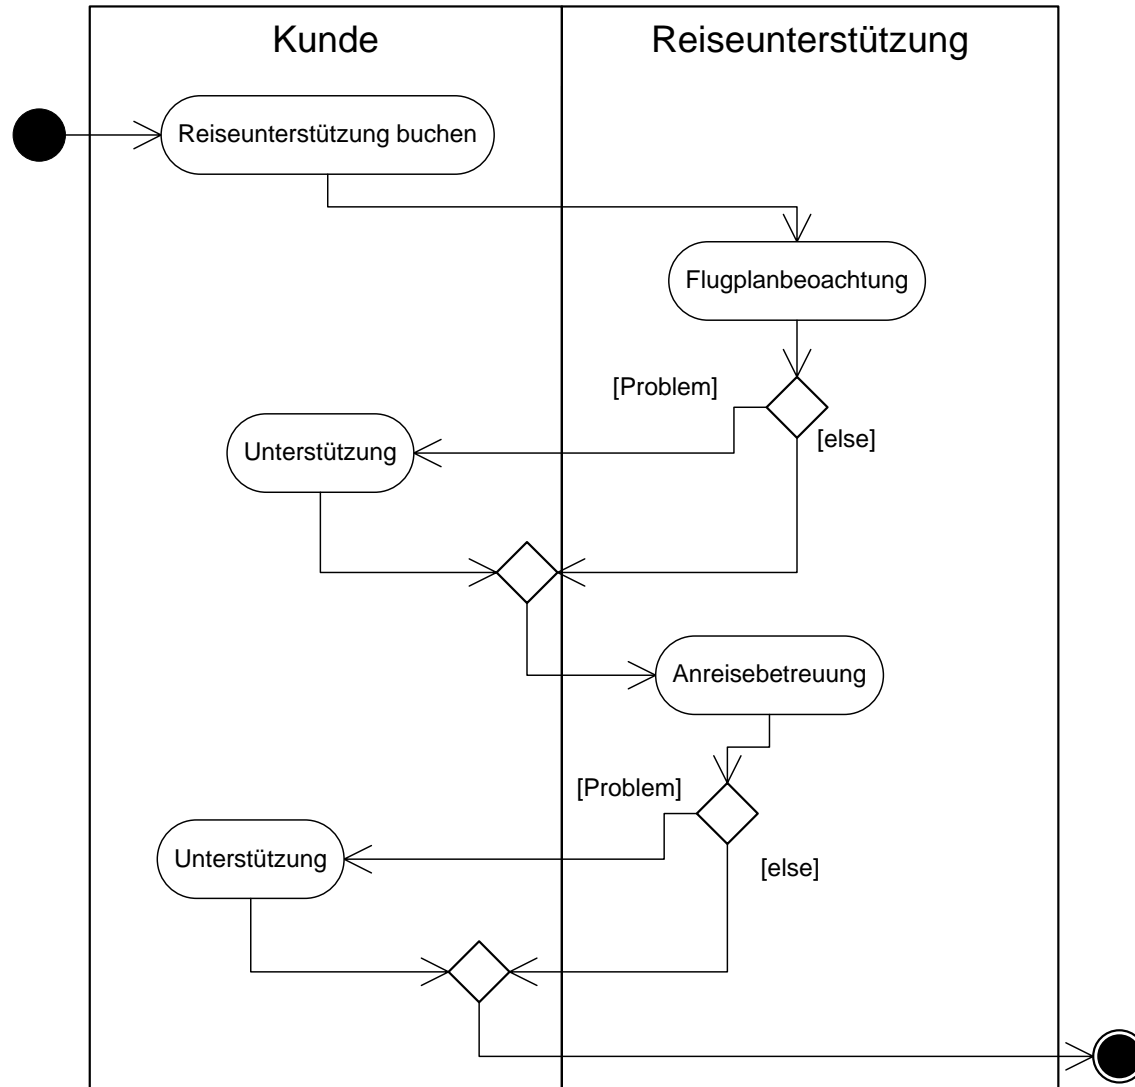 Kunde
Reiseunterstützung
Reiseunterstützung buchen
Flugplanbeoachtung
[Problem]
[else]
Unterstützung
Anreisebetreuung
[Problem]
[else]
Unterstützung